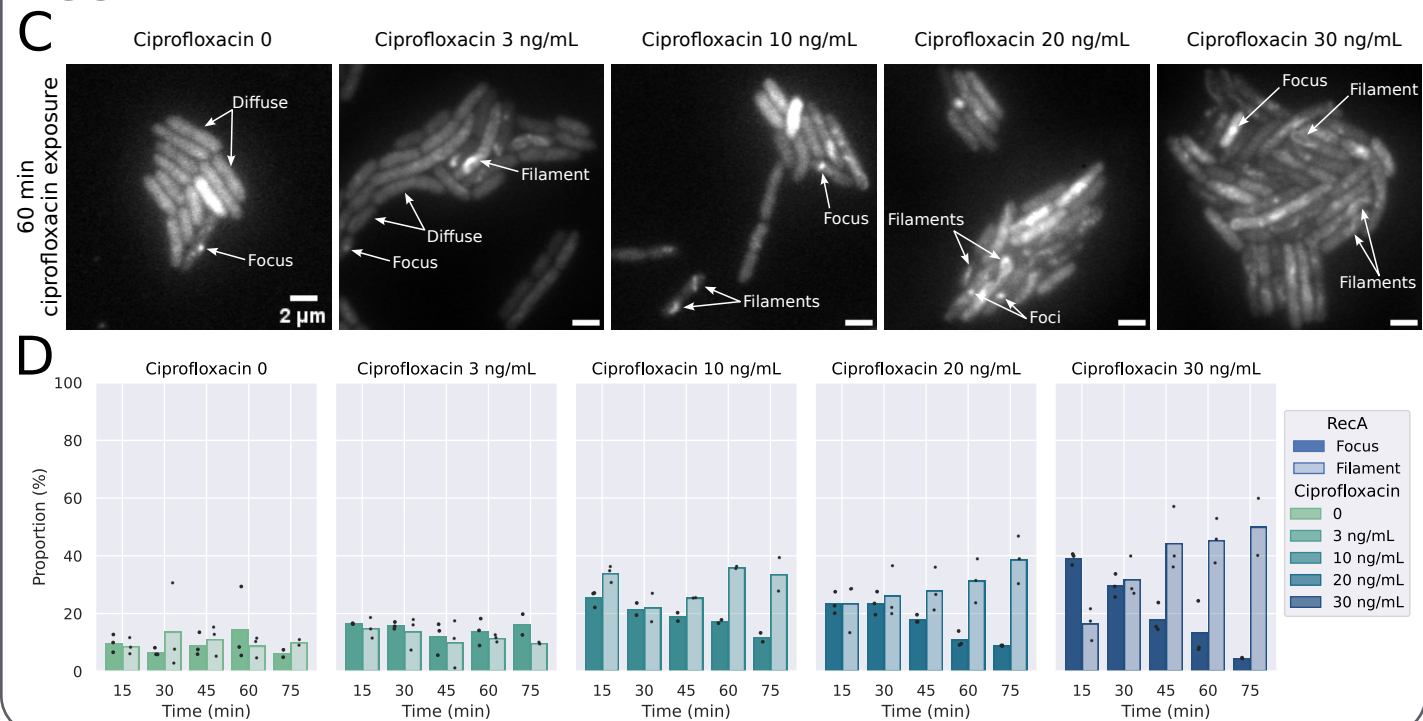 C
Ciprofloxacin 0
Ciprofloxacin 3 ng/mL
Ciprofloxacin 10 ng/mL
Ciprofloxacin 20 ng/mL
Ciprofloxacin 30 ng/mL
60 min
ciprofloxacin exposure
Diffuse
Focus
2 µm
Filament
Diffuse
Focus
Focus
Filaments
Filaments
Foci
Focus
Filament
Filaments
D
Ciprofloxacin 0
Ciprofloxacin 3 ng/mL
Ciprofloxacin 10 ng/mL
Ciprofloxacin 20 ng/mL
Ciprofloxacin 30 ng/mL
Proportion (%)
100
80
60
40
20
0
15 30 45 60 75
Time (min)
15 30 45 60 75
Time (min)
15 30 45 60 75
Time (min)
15 30 45 60 75
Time (min)
15 30 45 60 75
Time (min)
RecA
Focus
Filament
Ciprofloxacin
0
3 ng/mL
10 ng/mL
20 ng/mL
30 ng/mL